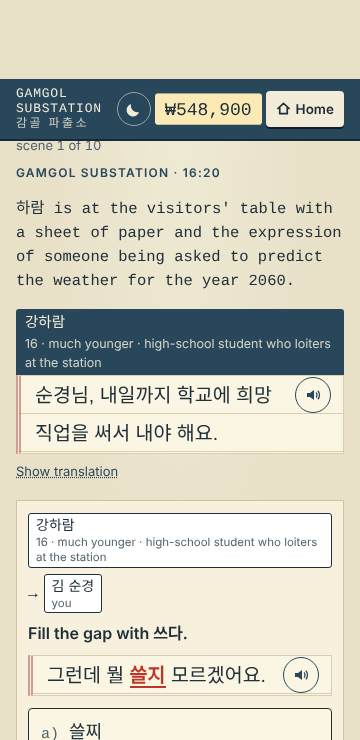 GAMGOL
SUBSTATION
감골 파출소
₩548,900
Home
scene 1 of 10
GAMGOL SUBSTATION · 16:20
하람 is at the visitors' table with
a sheet of paper and the expression
of someone being asked to predict
the weather for the year 2060.
강하람
16 · much younger · high-school student who loiters
at the station
순경님, 내일까지 학교에 희망
직업을 써서 내야 해요.
Show translation
강하람
16 · much younger · high-school student who loiters
at the station
→ 김 순경
you
Fill the gap with 쓰다.
그런데 뭘 쓸지 모르겠어요.
a) 쓸찌